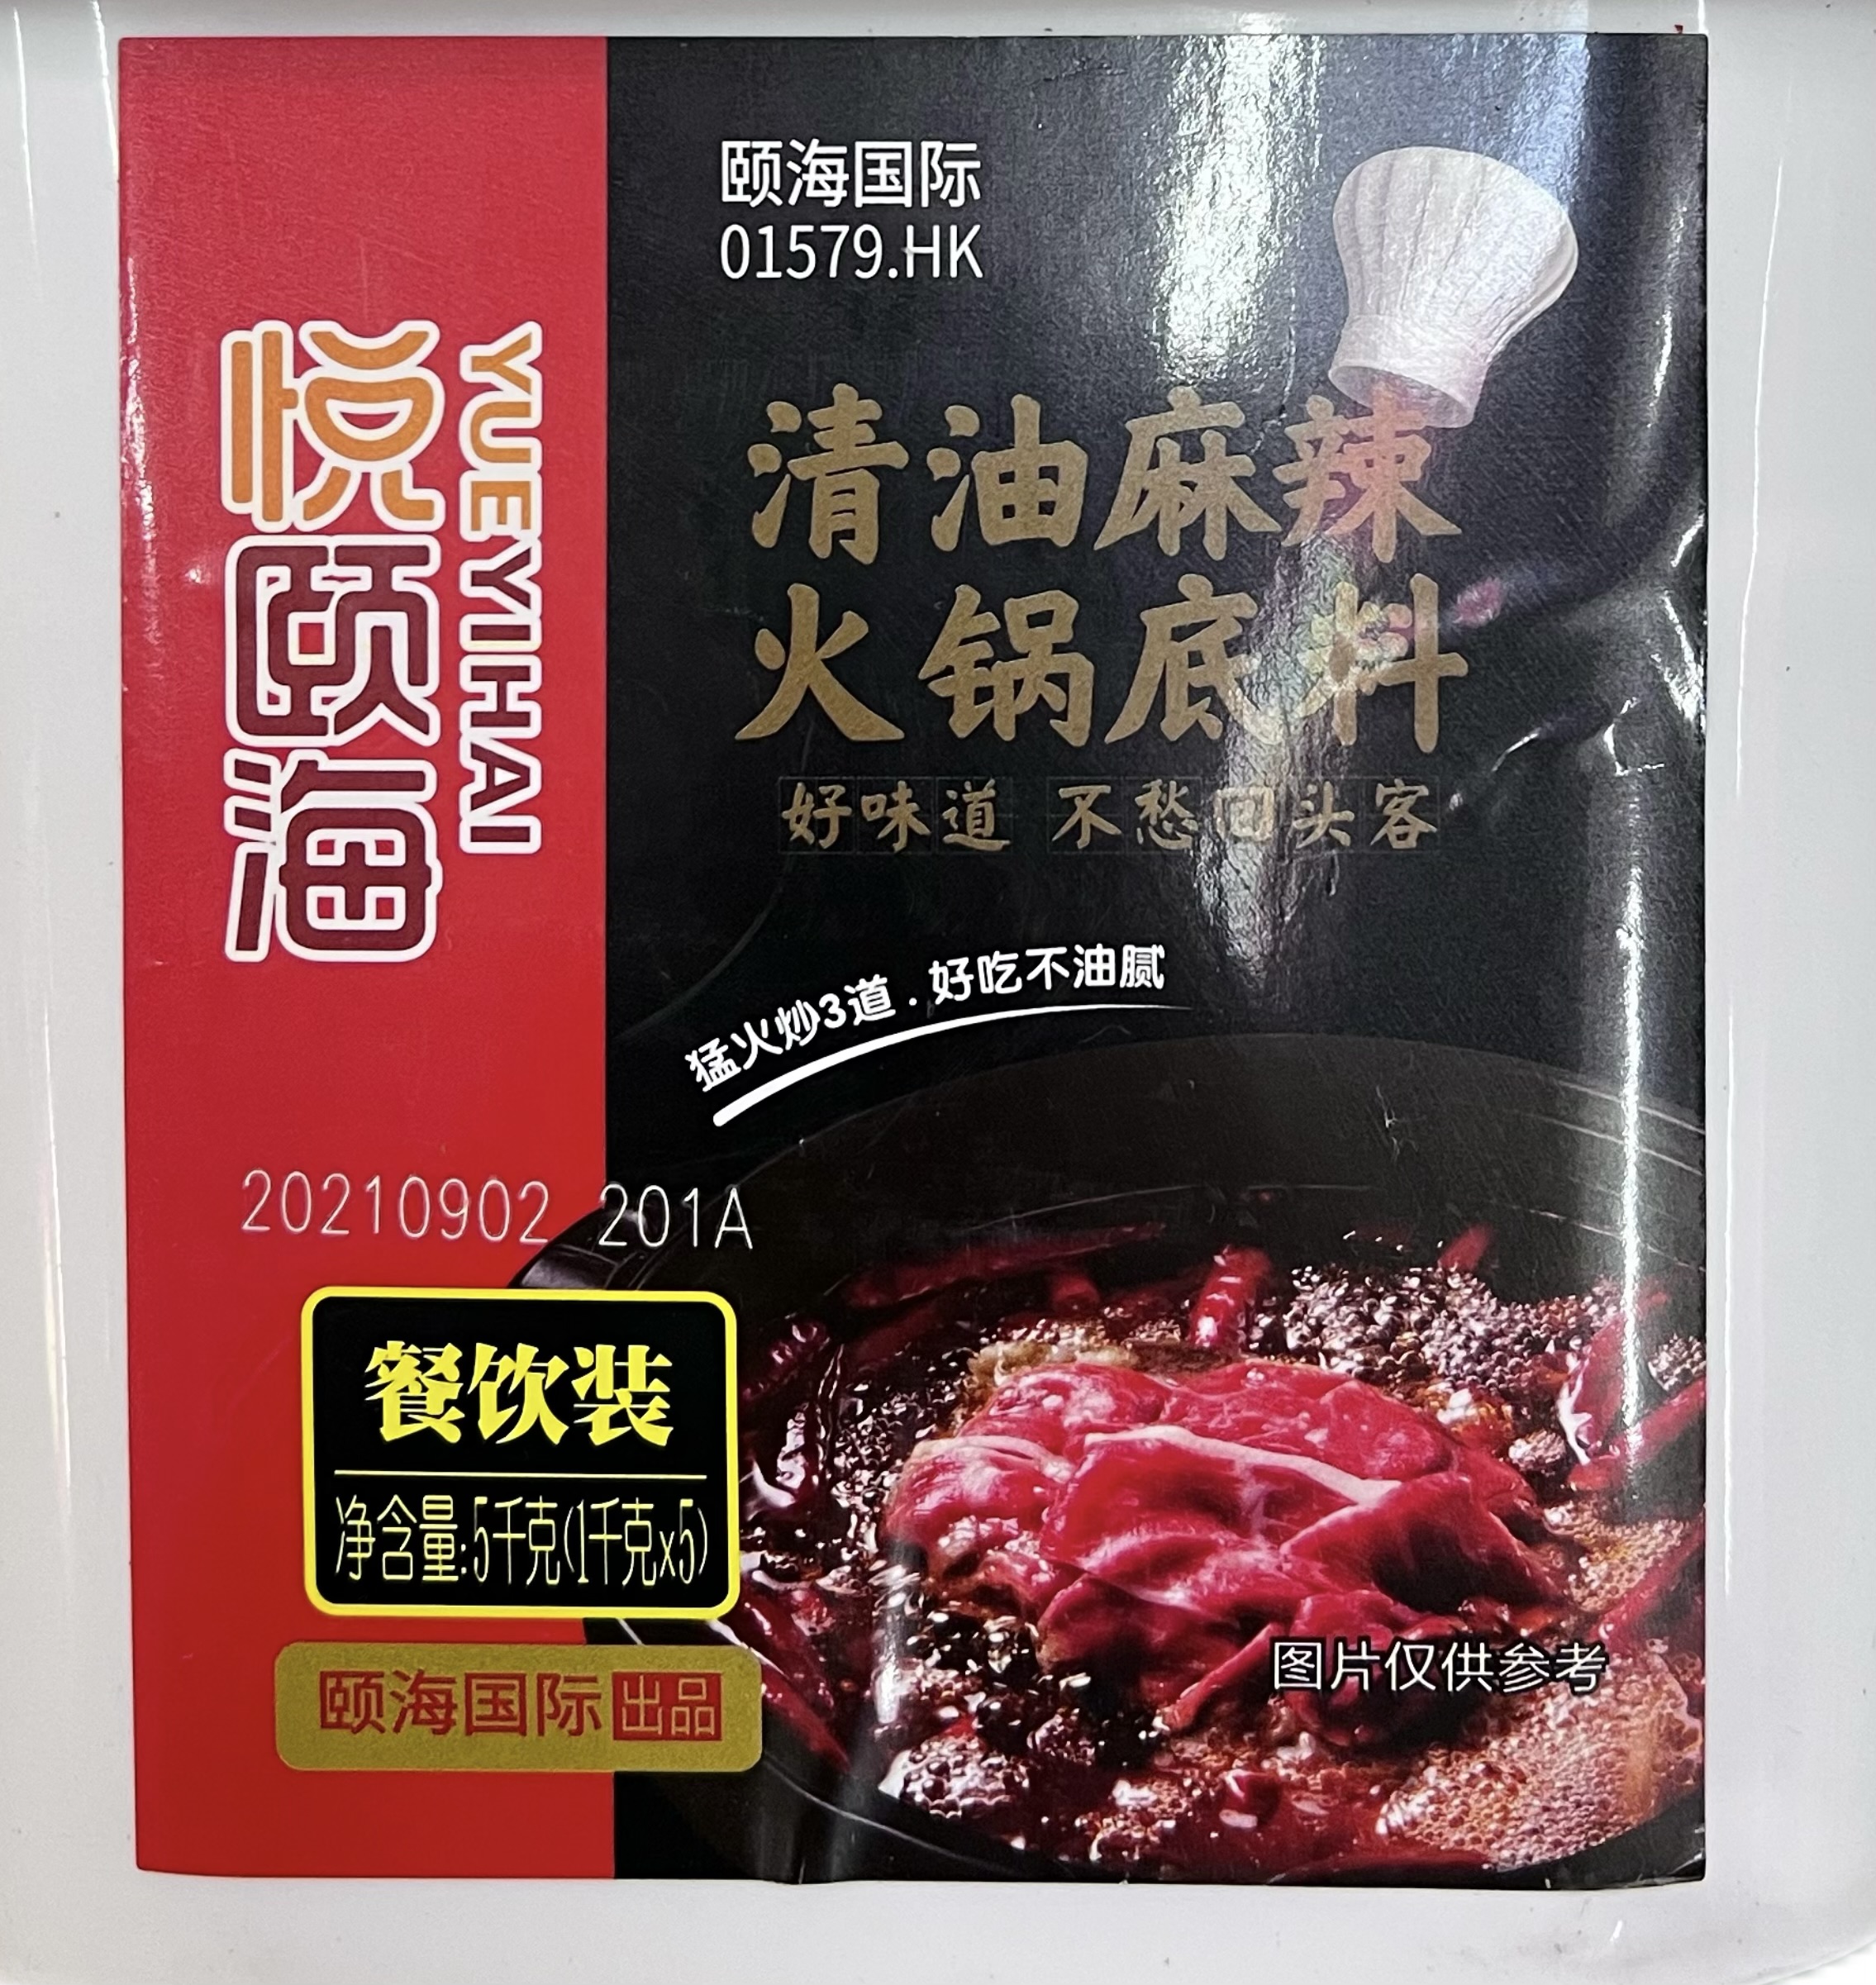 颐海国际
01579.HK
悦颐海
YUEYIHAI
清油麻辣
火锅底料
好味道 不愁回头客
猛火炒3道.好吃不油腻
20210902 201A
餐饮装
净含量:5千克(1千克x5)
颐海国际出品
图片仅供参考